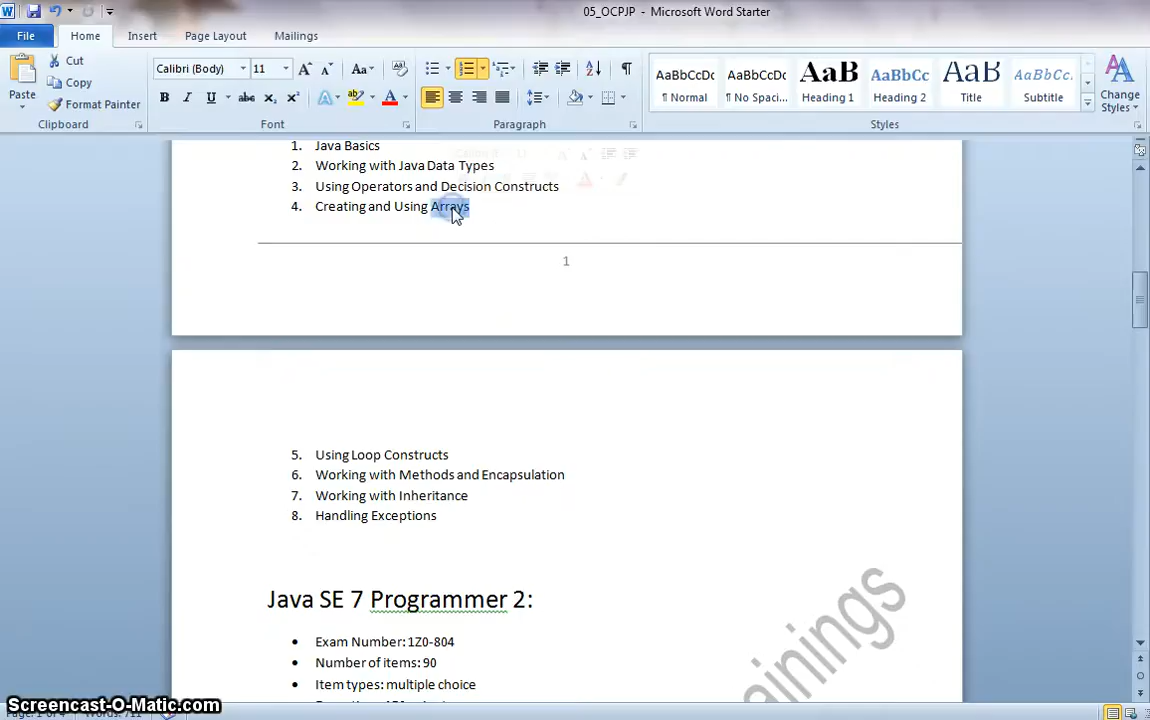 05_OCPJP - Microsoft Word Starter
File Home Insert Page Layout Mailings
Paste
Cut
Copy
Format Painter
Clipboard
Calibri (Body) 11
Font
Paragraph
AaBbCcDc AaBbCcDc AaB AaBbCc AaB AaBbCc.
¶ Normal ¶ No Spaci... Heading 1 Heading 2 Title Subtitle
Change Styles
Styles
1. Java Basics
2. Working with Java Data Types
3. Using Operators and Decision Constructs
4. Creating and Using Arrays
1
5. Using Loop Constructs
6. Working with Methods and Encapsulation
7. Working with Inheritance
8. Handling Exceptions
Java SE 7 Programmer 2:
• Exam Number: 1Z0-804
• Number of items: 90
• Item types: multiple choice
ainings
Screencast-O-Matic.com